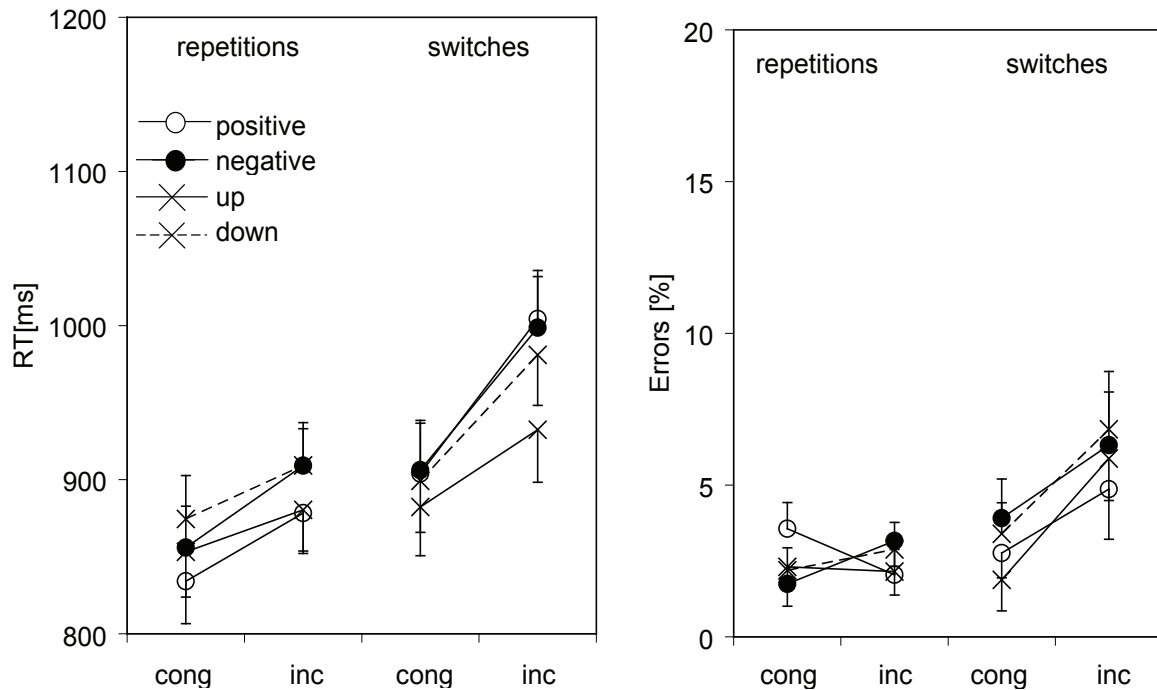 1200
repetitions switches
positive
negative
up
down
1100
1000
900
800
RT[ms]
cong inc cong inc
20
repetitions switches
15
10
5
0
Errors [%]
cong inc cong inc